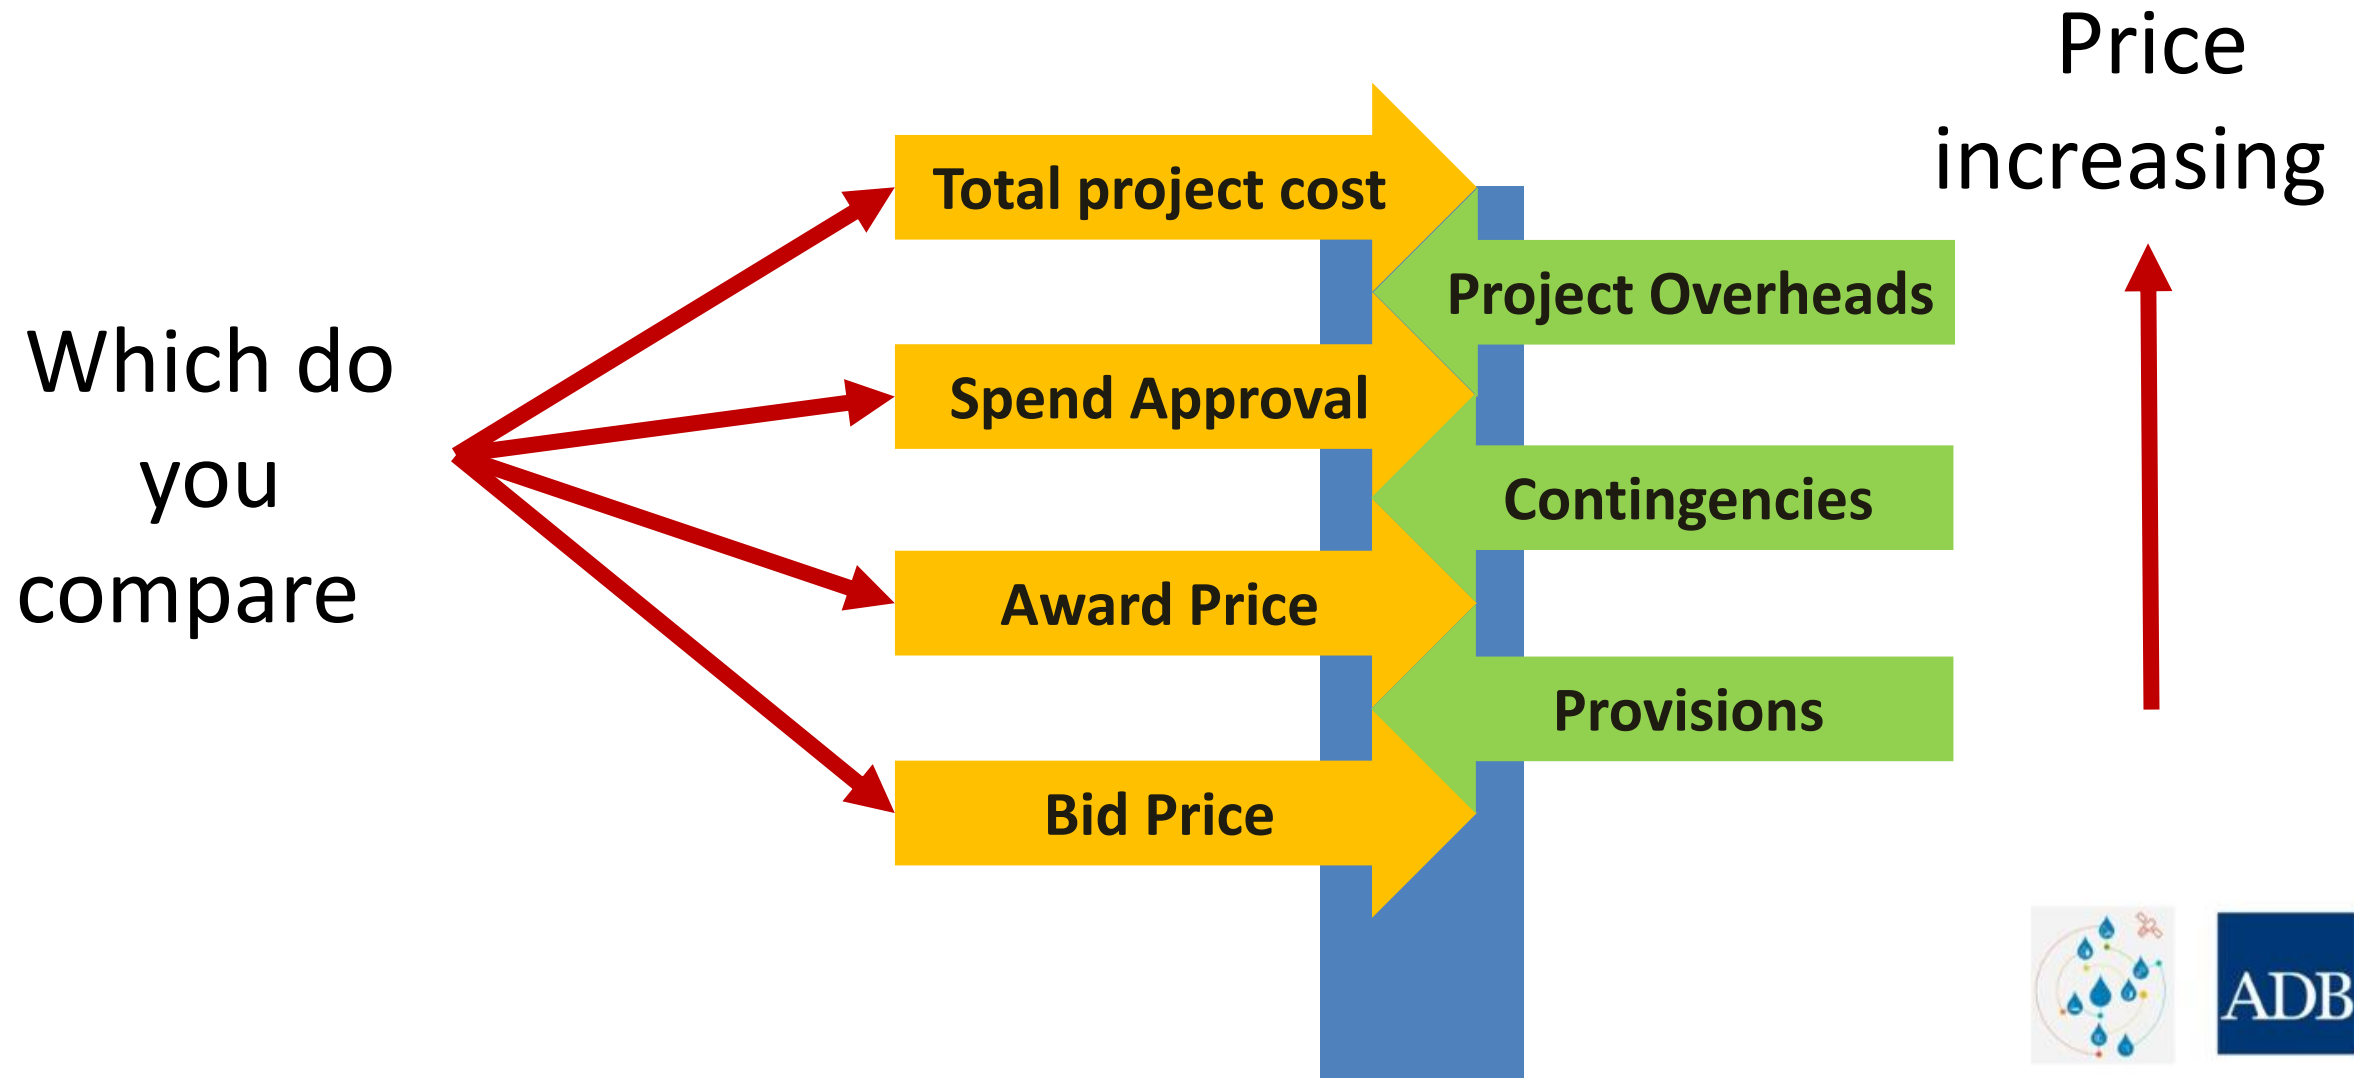 Price
increasing
Total project cost
Project Overheads
Which do
you
compare
Spend Approval
Contingencies
Award Price
Provisions
Bid Price
ADB